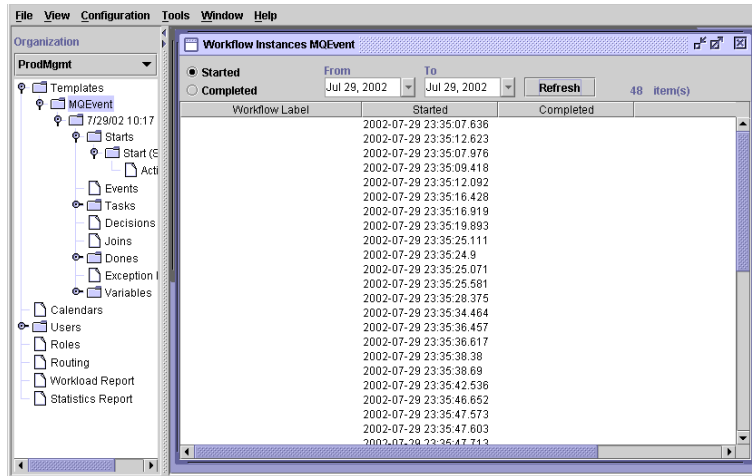 File View Configuration Tools Window Help
Organization
ProdMgmt
Templates
MQEvent
7/29/02 10:17
Starts
Start (S
Acti
Events
Tasks
Decisions
Joins
Dones
Exception
Variables
Calendars
Users
Roles
Routing
Workload Report
Statistics Report
Workflow Instances MQEvent
Started
Completed
From
Jul 29, 2002
To
Jul 29, 2002
Refresh
48 item(s)
Workflow Label Started Completed
2002-07-29 23:35:07.636
2002-07-29 23:35:12.623
2002-07-29 23:35:07.976
2002-07-29 23:35:09.418
2002-07-29 23:35:12.092
2002-07-29 23:35:16.428
2002-07-29 23:35:16.919
2002-07-29 23:35:19.893
2002-07-29 23:35:25.111
2002-07-29 23:35:24.9
2002-07-29 23:35:25.071
2002-07-29 23:35:25.581
2002-07-29 23:35:28.375
2002-07-29 23:35:34.464
2002-07-29 23:35:36.457
2002-07-29 23:35:36.617
2002-07-29 23:35:38.38
2002-07-29 23:35:38.69
2002-07-29 23:35:42.536
2002-07-29 23:35:46.652
2002-07-29 23:35:47.573
2002-07-29 23:35:47.603
2002-07-29 23:35:47.713